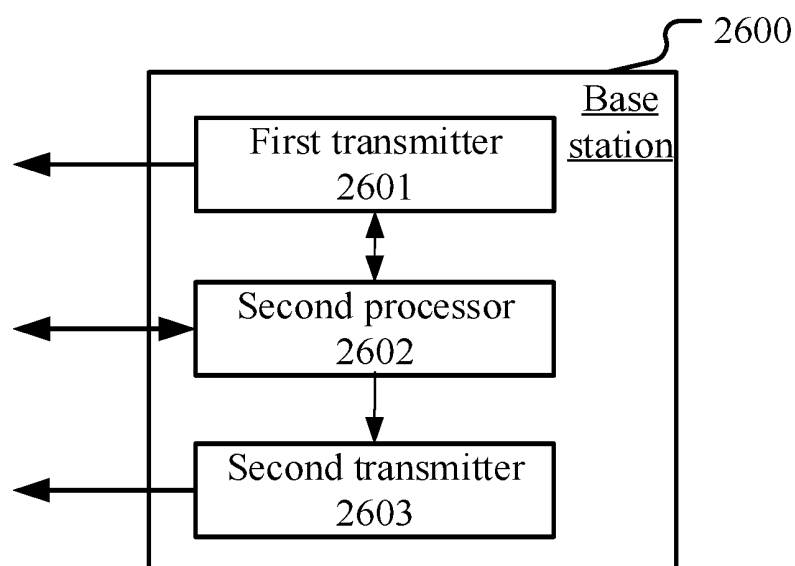 2600
Base
station
First transmitter
2601
Second processor
2602
Second transmitter
2603